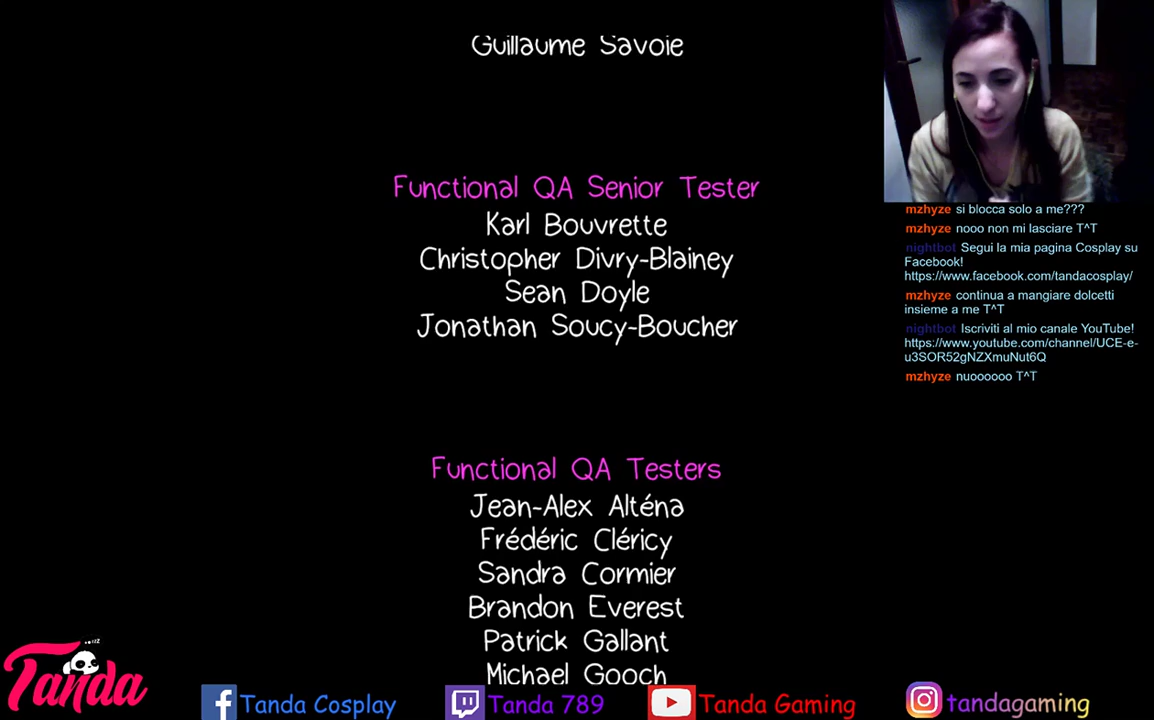 Guillaume Savoie
Functional QA Senior Tester
Karl Bouvrette
Christopher Divry-Blainey
Sean Doyle
Jonathan Soucy-Boucher
Functional QA Testers
Jean-Alex Alténa
Frédéric Cléricy
Sandra Cormier
Brandon Everest
Patrick Gallant
Michael Gooch
mzhyze si blocca solo a me???
mzhyze nooo non mi lasciare T^T
nightbot Segui la mia pagina Cosplay su
Facebook!
https://www.facebook.com/tandacosplay/
mzhyze continua a mangiare dolcetti
insieme a me T^T
nightbot Iscriviti al mio canale YouTube!
https://www.youtube.com/channel/UCE-e-
u3SOR52gNZXmuNut6Q
mzhyze nuoooooo T^T
Tanda
Tanda Cosplay
Tanda 789
Tanda Gaming
tandagaming